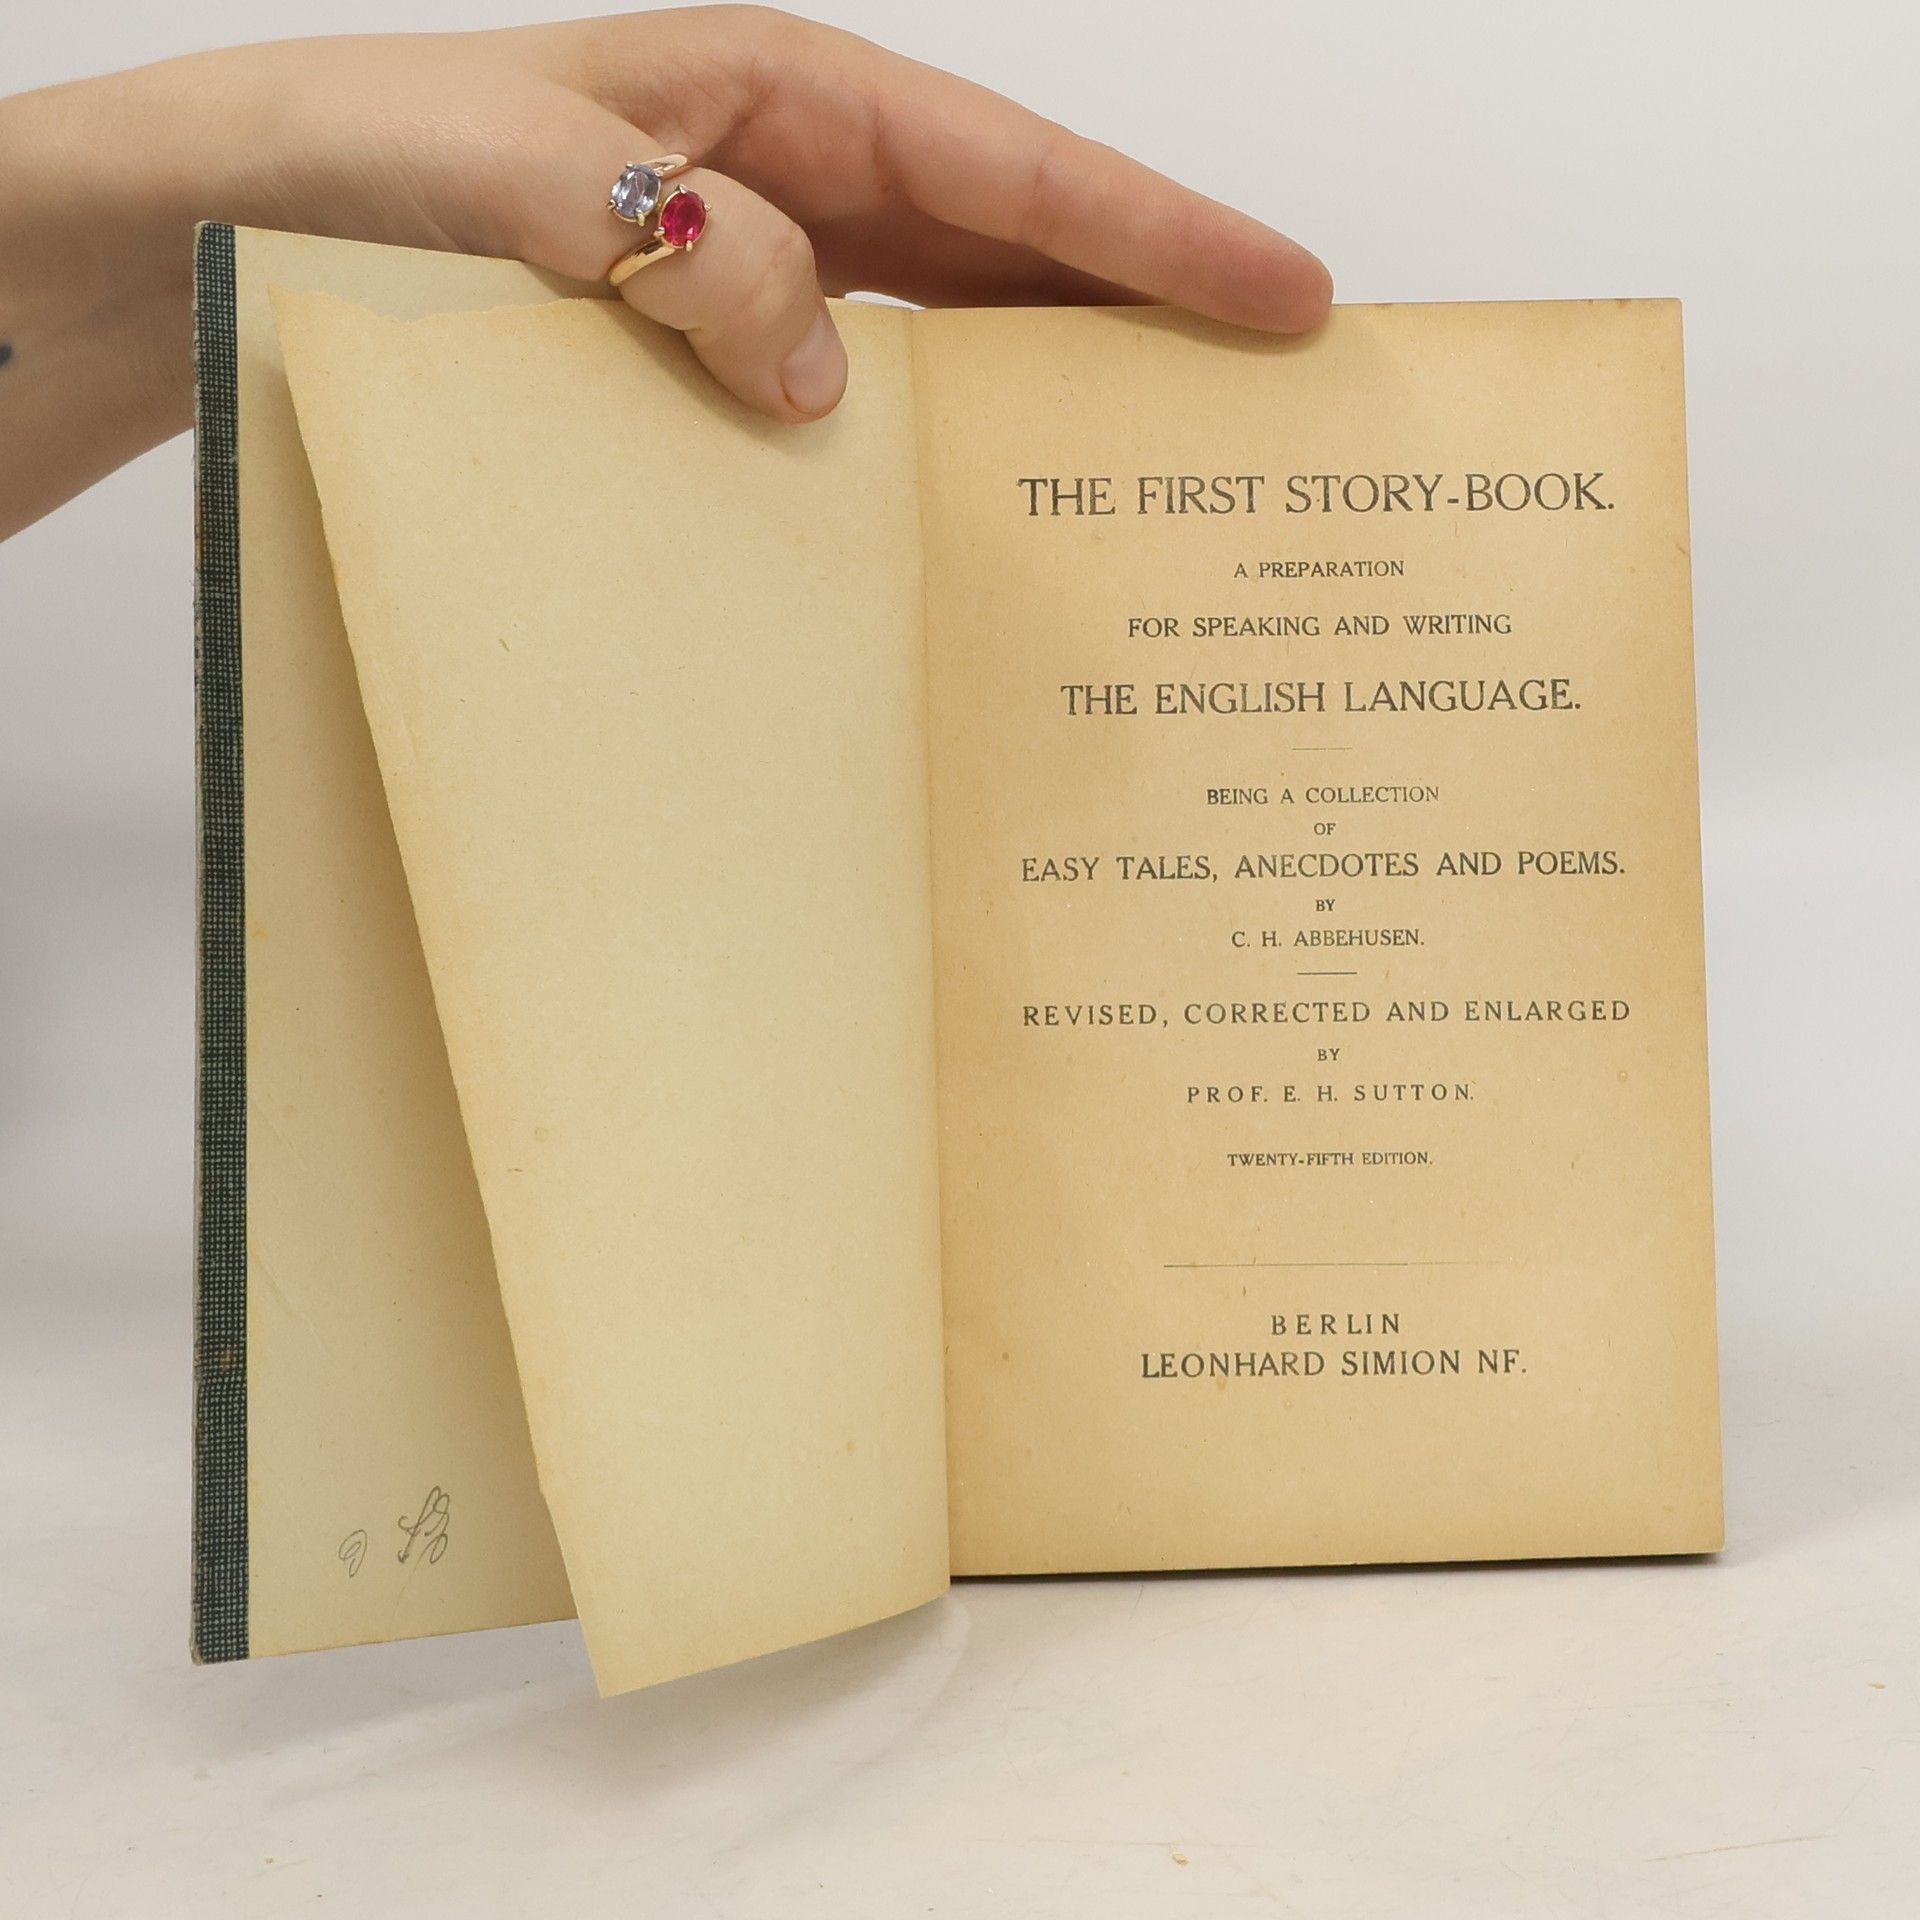 THE FIRST STORY-BOOK.
A PREPARATION
FOR SPEAKING AND WRITING
THE ENGLISH LANGUAGE.
BEING A COLLECTION
OF
EASY TALES, ANECDOTES AND POEMS.
BY
C. H. ABBEHUSEN.
REVISED, CORRECTED AND ENLARGED
BY
PROF. E. H. SUTTON.
TWENTY-FIFTH EDITION.
BERLIN
LEONHARD SIMION NF.